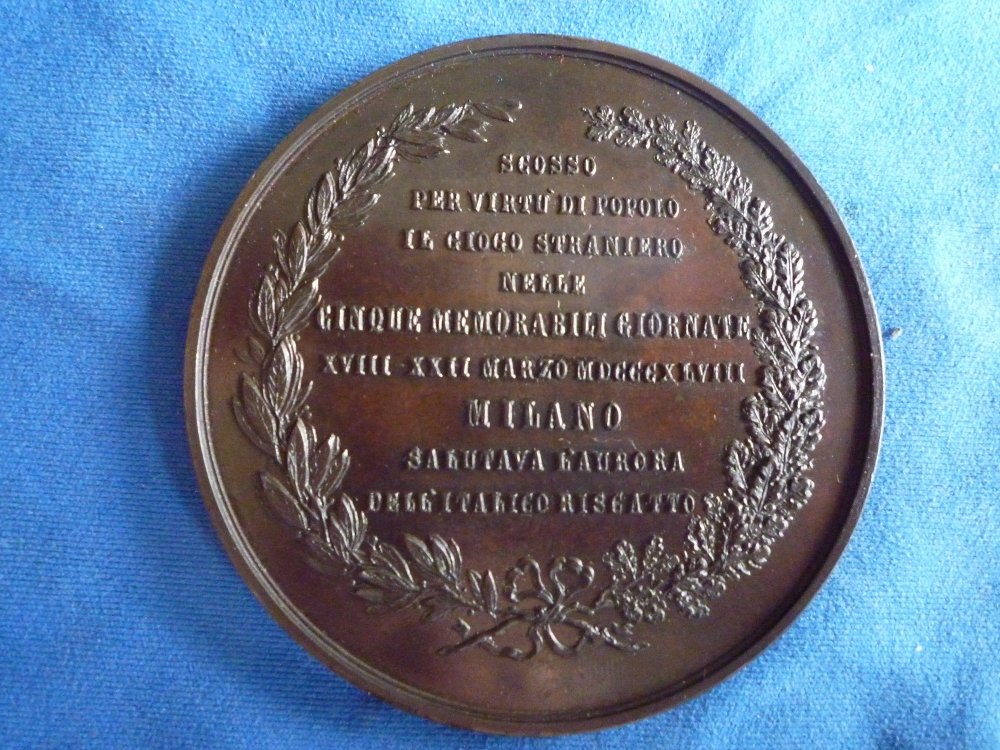 SCOSSO
PER VIRTÙ DI POPOLO
IL GIOGO STRANIERO
NELLE
CINQUE MEMORABILI GIORNATE
XVIII-XXII MARZO MDCCCXLVIII
MILANO
SALUTAVA L'AURORA
DELL'ITALICO RISCATTO